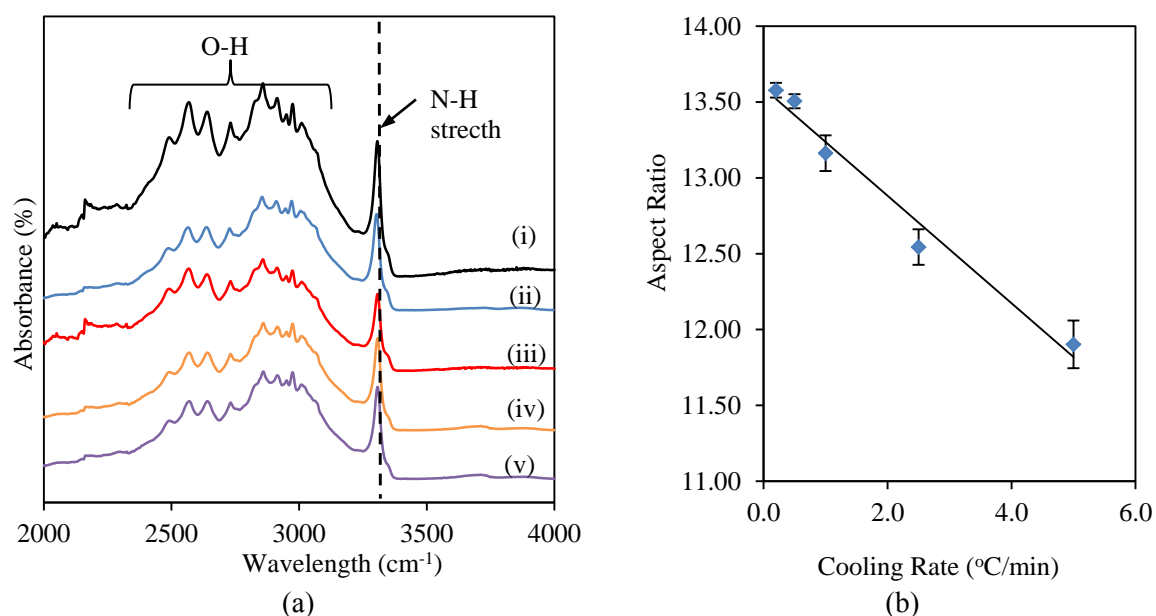 O-H
N-H
strecth
Absorbance (%)
(i)
(ii)
(iii)
(iv)
(v)
2000 2500 3000 3500 4000
Wavelength (cm-1)
(a)
14.00
13.50
13.00
12.50
12.00
11.50
11.00
Aspect Ratio
0.0 2.0 4.0 6.0
Cooling Rate (oC/min)
(b)